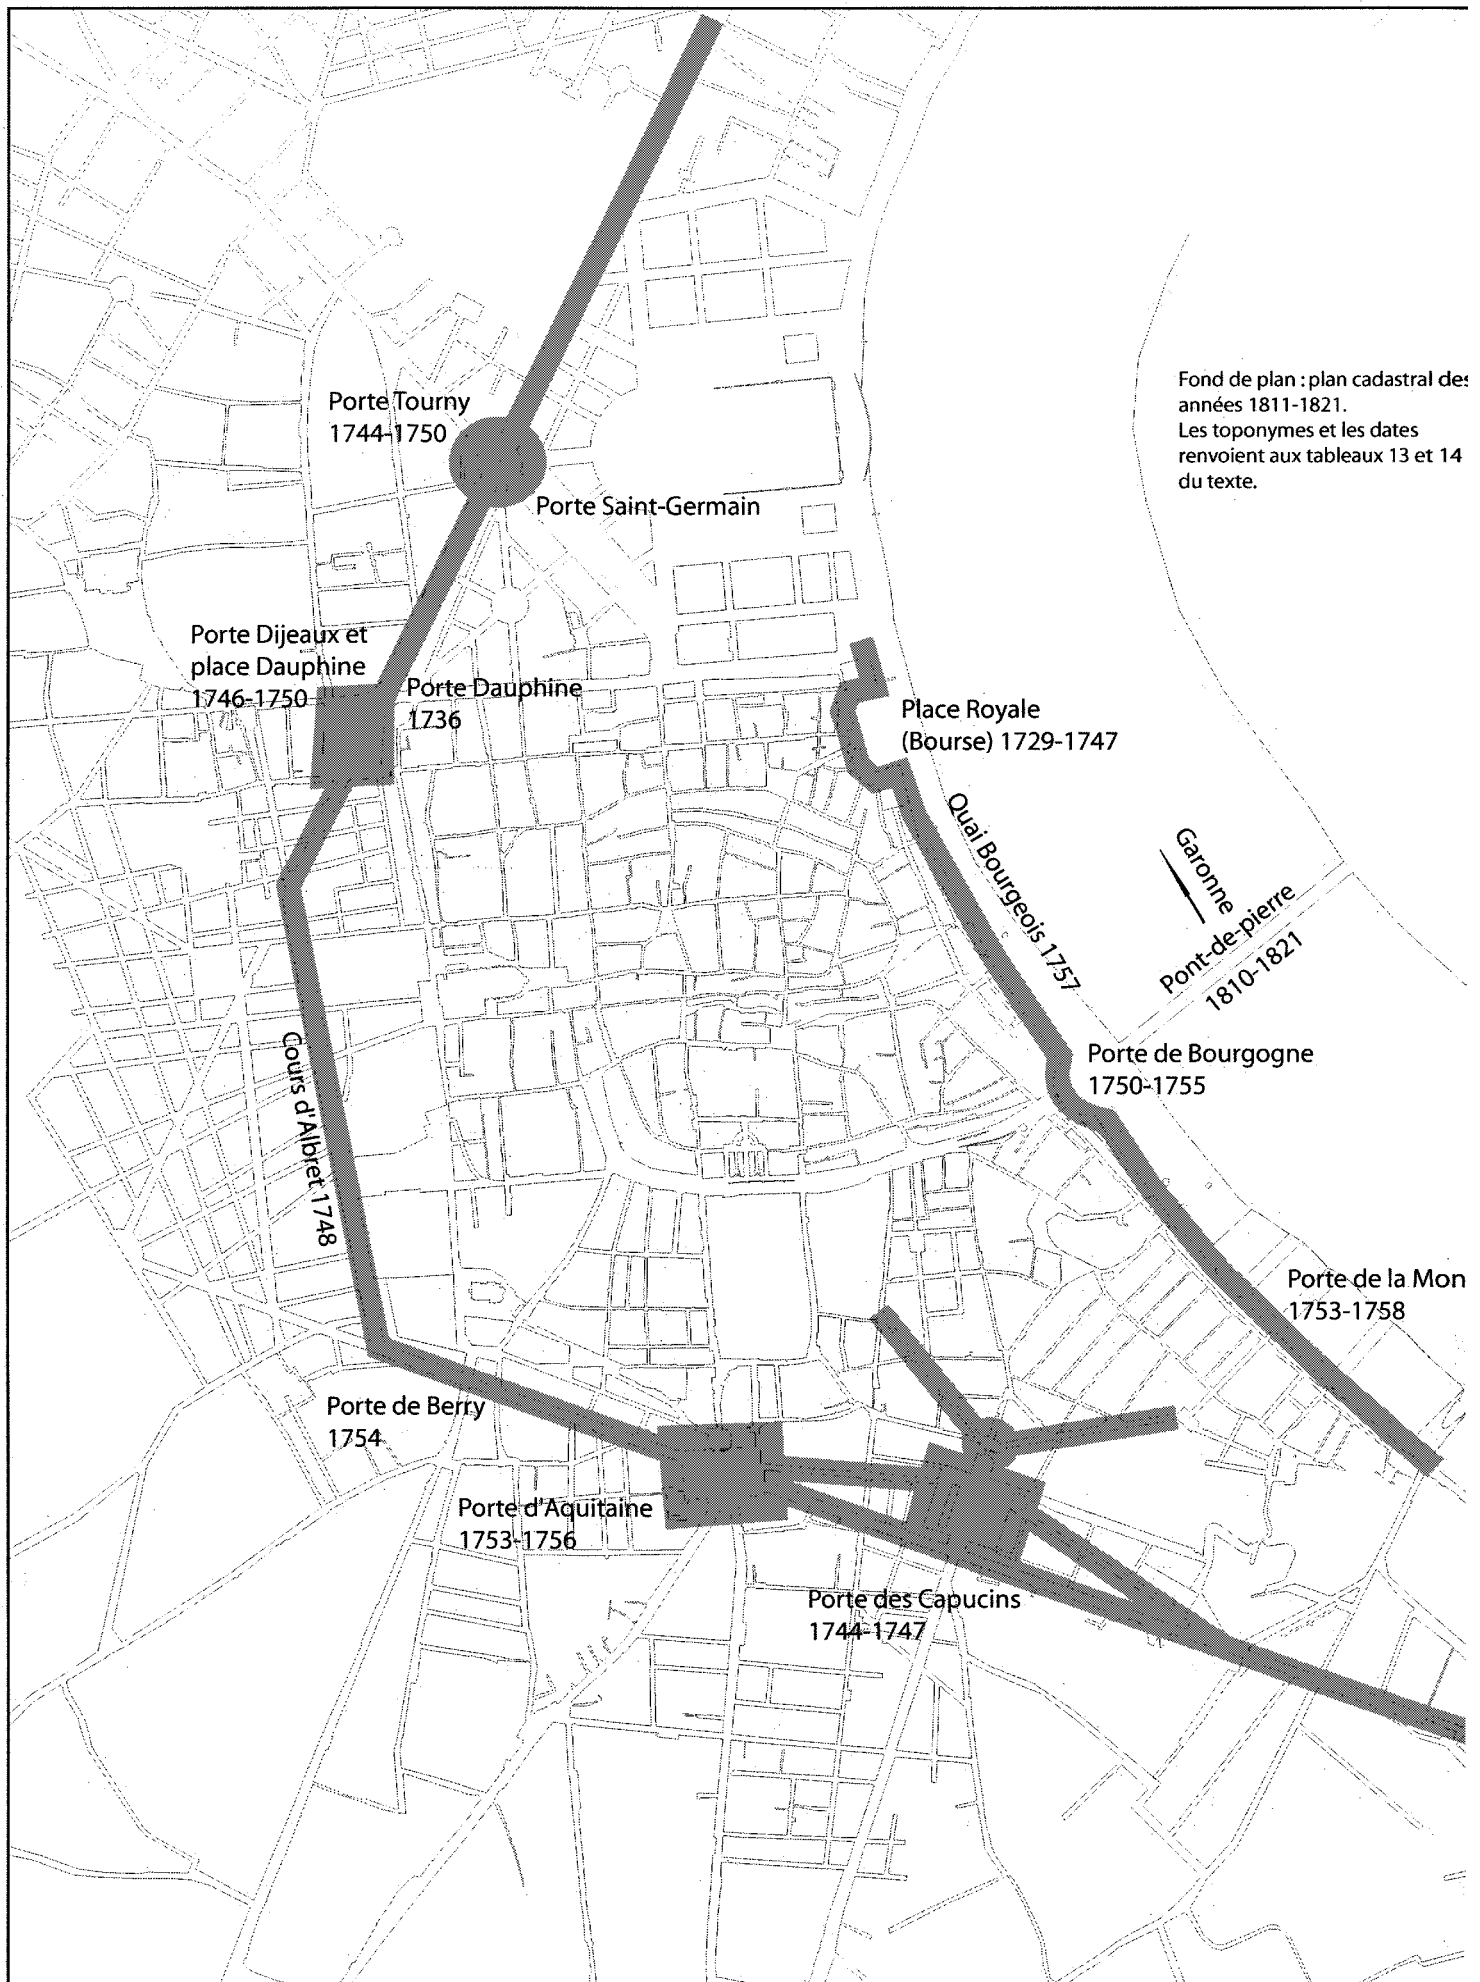 Fond de plan : plan cadastral des
années 1811-1821.
Les toponymes et les dates
renvoient aux tableaux 13 et 14
du texte.
Porte Tourny
1744-1750
Porte Saint-Germain
Porte Dijeaux et
place Dauphine
1746-1750
Porte Dauphine
1736
Place Royale
(Bourse) 1729-1747
Quai Bourgeois 1757
Garonne
Pont-de-pierre
1810-1821
Porte de Bourgogne
1750-1755
Cours d'Albret 1748
Porte de la Mon
1753-1758
Porte de Berry
1754
Porte d'Aquitaine
1753-1756
Porte des Capucins
1744-1747